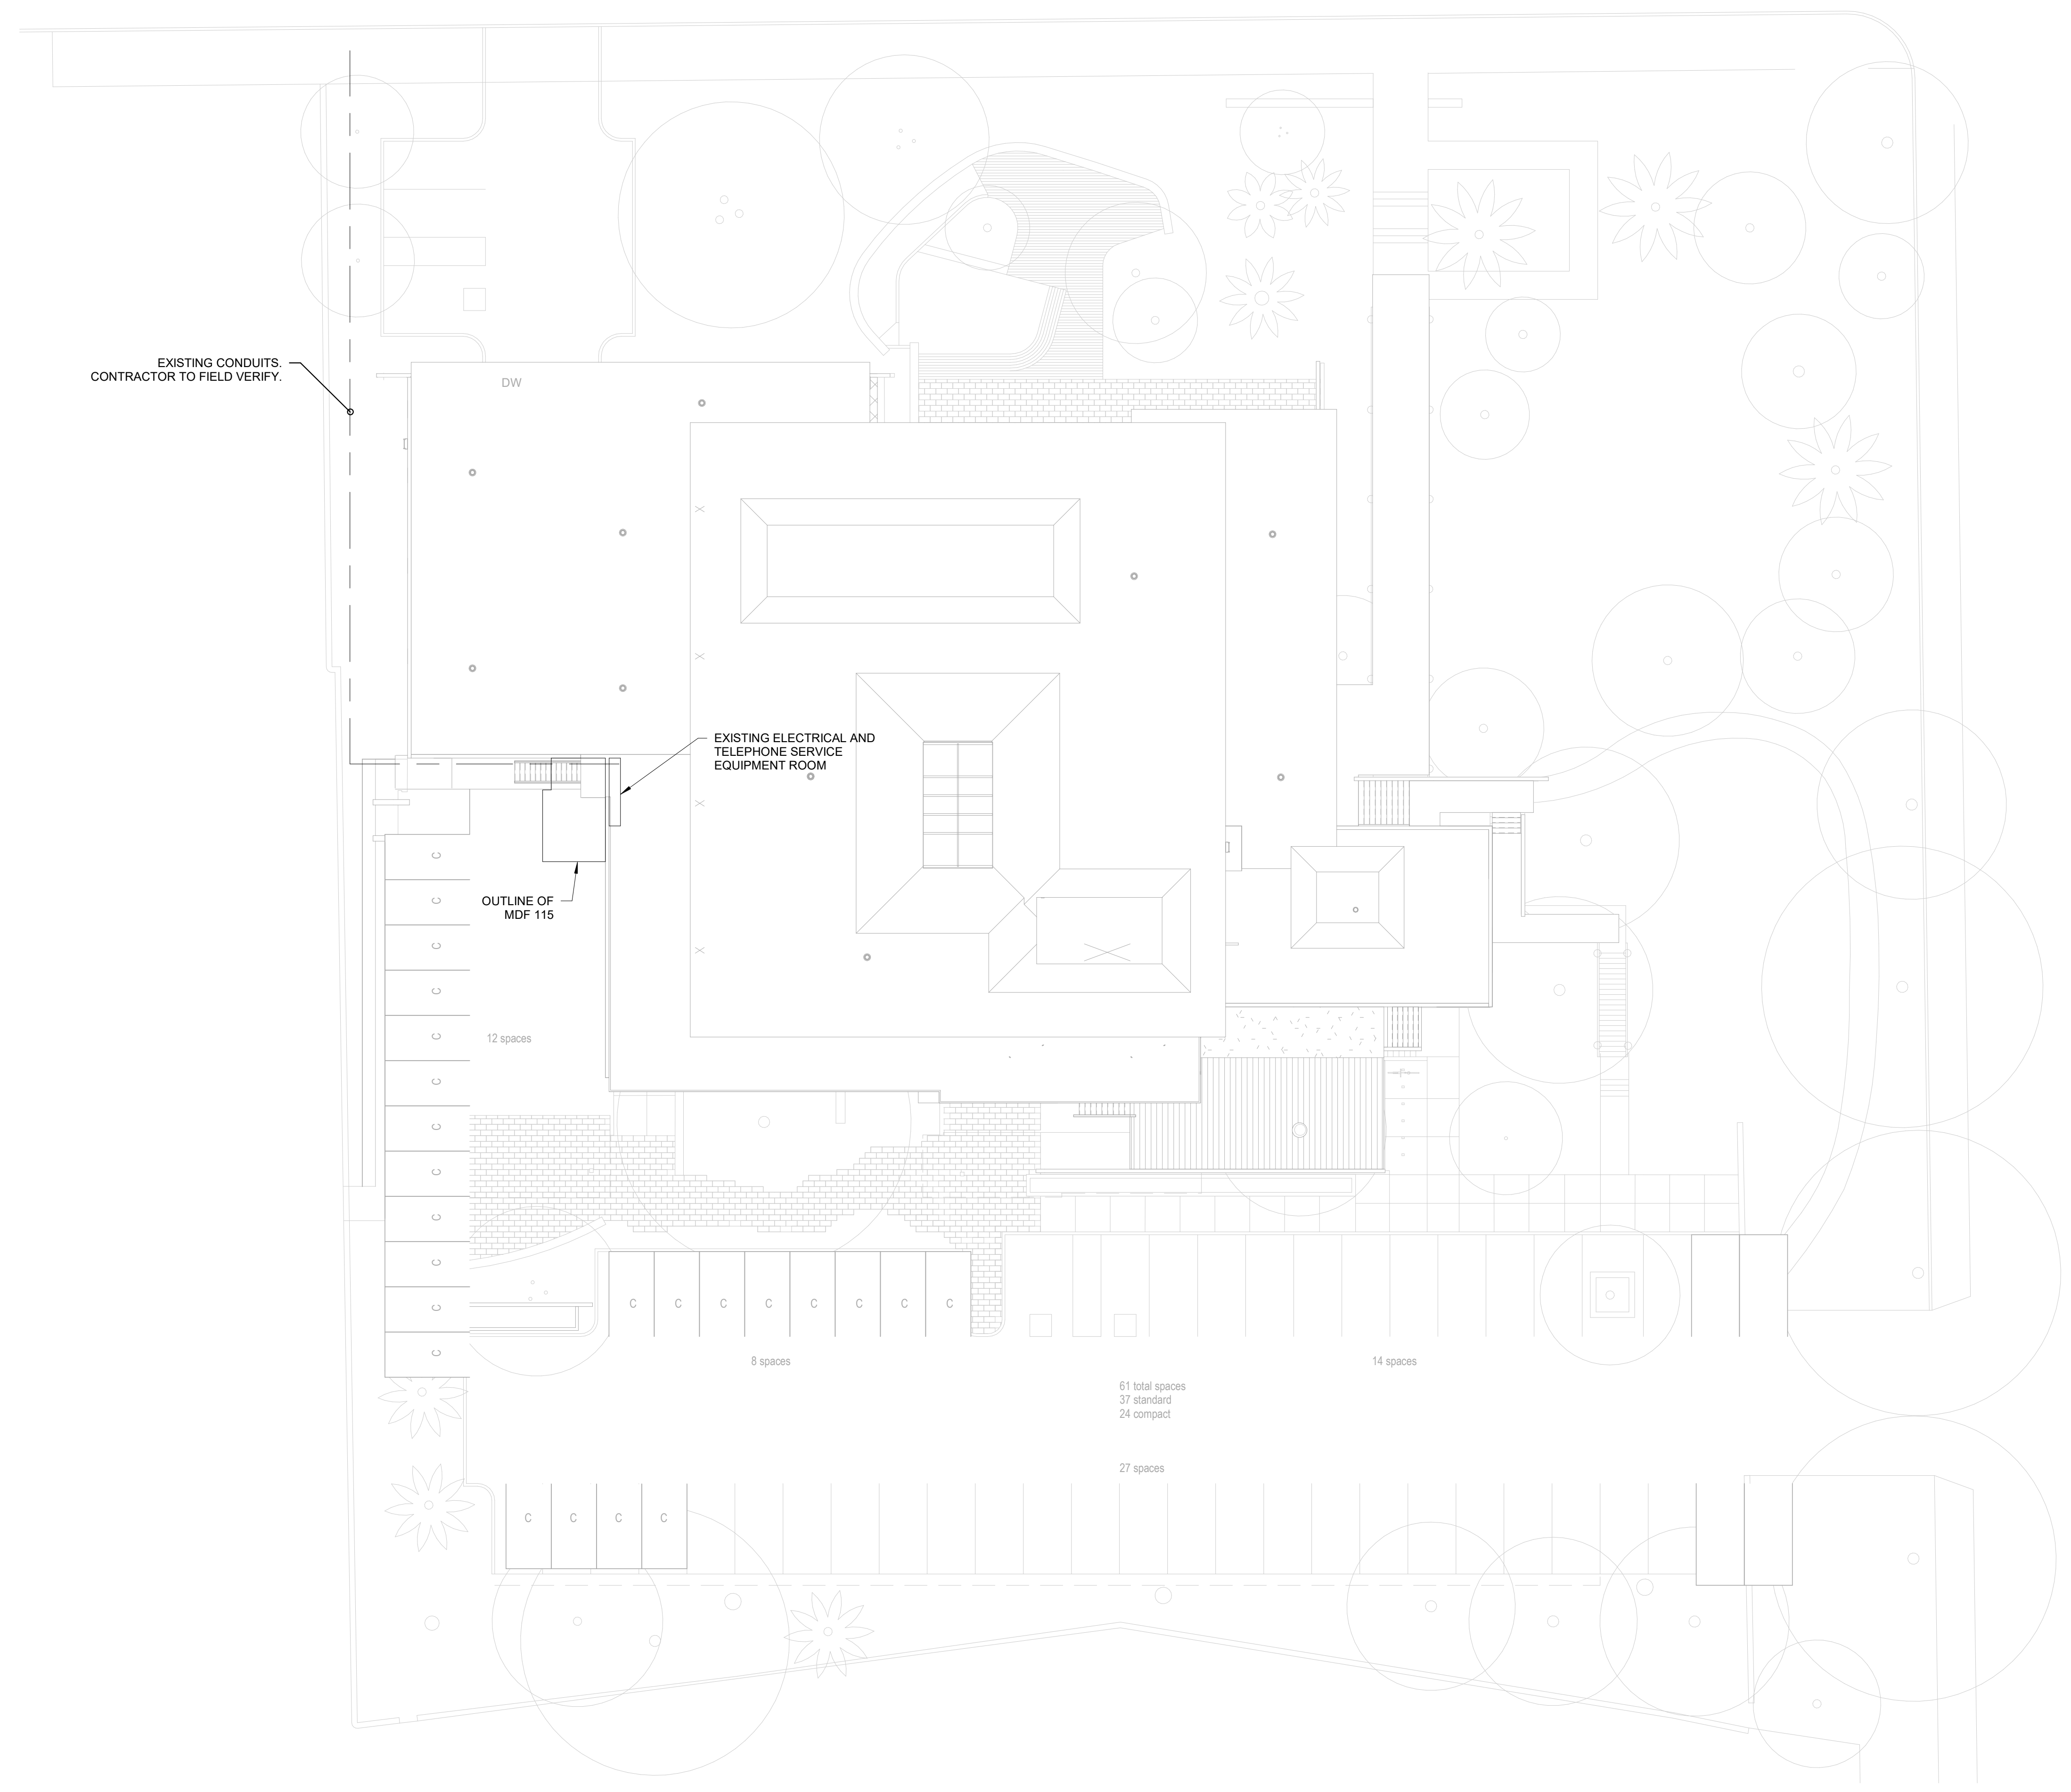 EXISTING CONDUITS.
CONTRACTOR TO FIELD VERIFY.
DW
EXISTING ELECTRICAL AND
TELEPHONE SERVICE
EQUIPMENT ROOM
OUTLINE OF
MDF 115
C
C
C
C
12 spaces
C
C
C
C
C
C
C
C
C C C C C C C C
8 spaces
14 spaces
61 total spaces
37 standard
24 compact
27 spaces
C C C C